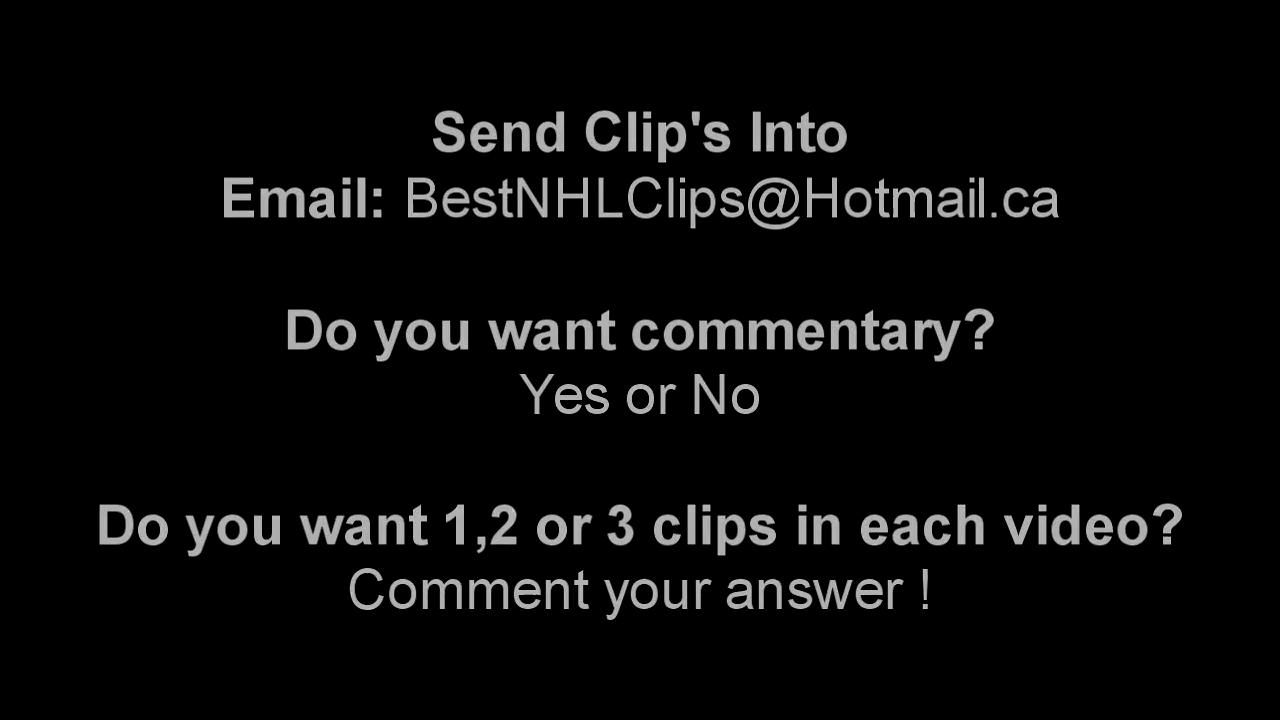 Send Clip's Into
Email: BestNHLClips@Hotmail.ca
Do you want commentary?
Yes or No
Do you want 1,2 or 3 clips in each video?
Comment your answer !